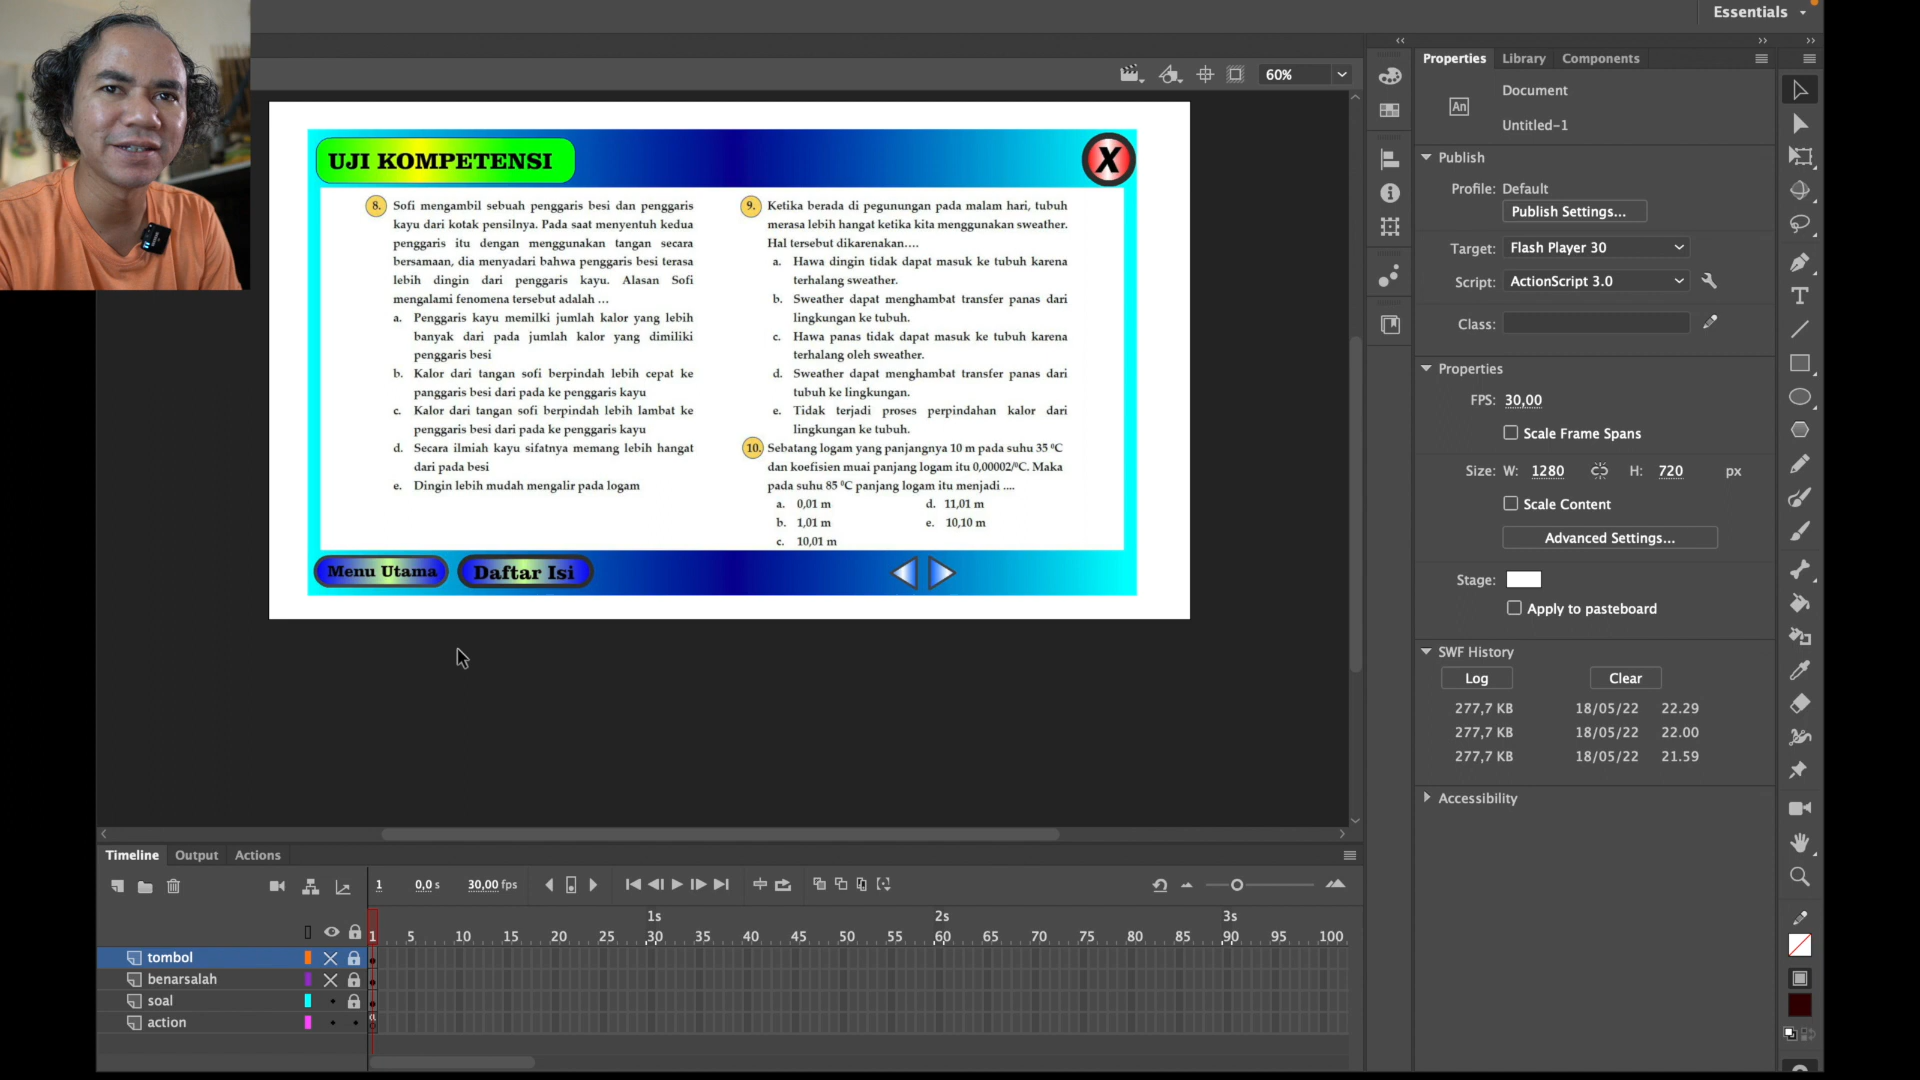 Essentials
60%
UJI KOMPETENSI
X
8. Sofi mengambil sebuah penggaris besi dan penggaris
kayu dari kotak pensilnya. Pada saat menyentuh kedua
penggaris itu dengan menggunakan tangan secara
bersamaan, dia menyadari bahwa penggaris besi terasa
lebih dingin dari penggaris kayu. Alasan Sofi
mengalami fenomena tersebut adalah ...
a. Penggaris kayu memilki jumlah kalor yang lebih
banyak dari pada jumlah kalor yang dimiliki
penggaris besi
b. Kalor dari tangan sofi berpindah lebih cepat ke
panggaris besi dari pada ke penggaris kayu
c. Kalor dari tangan sofi berpindah lebih lambat ke
penggaris besi dari pada ke penggaris kayu
d. Secara ilmiah kayu sifatnya memang lebih hangat
dari pada besi
e. Dingin lebih mudah mengalir pada logam
9. Ketika berada di pegunungan pada malam hari, tubuh
merasa lebih hangat ketika kita menggunakan sweather.
Hal tersebut dikarenakan....
a. Hawa dingin tidak dapat masuk ke tubuh karena
terhalang sweather.
b. Sweather dapat menghambat transfer panas dari
lingkungan ke tubuh.
c. Hawa panas tidak dapat masuk ke tubuh karena
terhalang oleh sweather.
d. Sweather dapat menghambat transfer panas dari
tubuh ke lingkungan.
e. Tidak terjadi proses perpindahan kalor dari
lingkungan ke tubuh.
10. Sebatang logam yang panjangnya 10 m pada suhu 35 ⁰C
dan koefisien muai panjang logam itu 0,00002/⁰C. Maka
pada suhu 85 ⁰C panjang logam itu menjadi ....
a. 0,01 m d. 11,01 m
b. 1,01 m e. 10,10 m
c. 10,01 m
Menu Utama Daftar Isi
Properties Library Components
An
Document
Untitled-1
Publish
Profile: Default
Publish Settings...
Target: Flash Player 30
Script: ActionScript 3.0
Class:
Properties
FPS: 30,00
Scale Frame Spans
Size: W: 1280 H: 720 px
Scale Content
Advanced Settings...
Stage:
Apply to pasteboard
SWF History
Log Clear
277,7 KB 18/05/22 22.29
277,7 KB 18/05/22 22.00
277,7 KB 18/05/22 21.59
Accessibility
Timeline Output Actions
1 0,0 s 30,00 fps
1s 2s 3s
1 5 10 15 20 25 30 35 40 45 50 55 60 65 70 75 80 85 90 95 100
tombol
benarsalah
soal
action